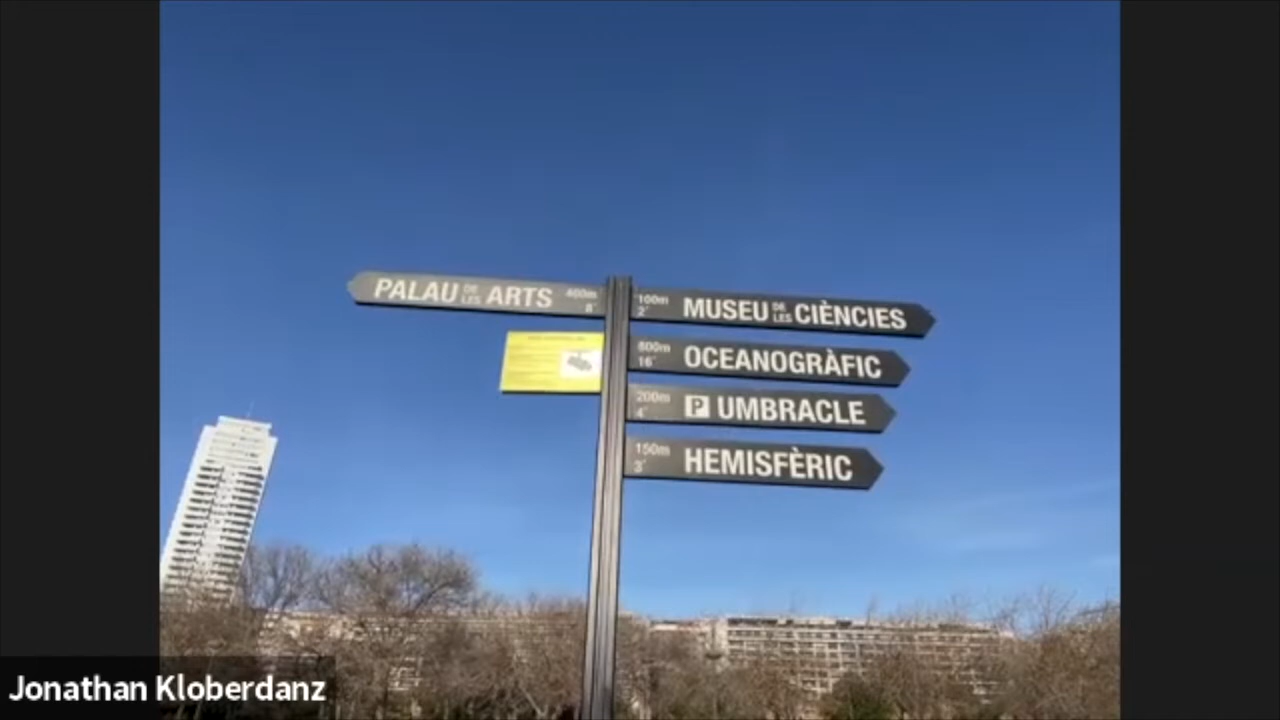 PALAU DE LES ARTS 460m 8'
100m 2' MUSEU DE LES CIÈNCIES
800m 16' OCEANOGRÀFIC
200m 4' P UMBRACLE
150m 3' HEMISFÈRIC
Jonathan Kloberdanz